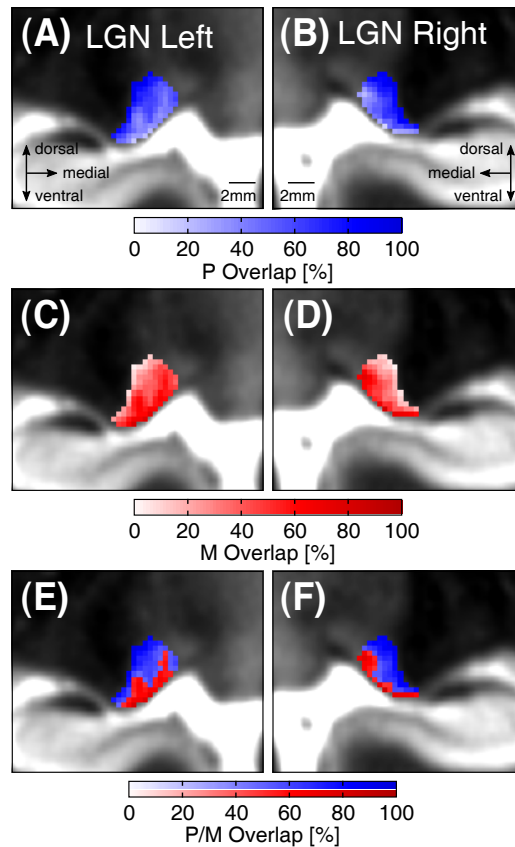 (A) LGN Left
(B) LGN Right
dorsal
medial
ventral
2mm
2mm
dorsal
medial
ventral
0 20 40 60 80 100
P Overlap [%]
(C)
(D)
0 20 40 60 80 100
M Overlap [%]
(E)
(F)
0 20 40 60 80 100
P/M Overlap [%]